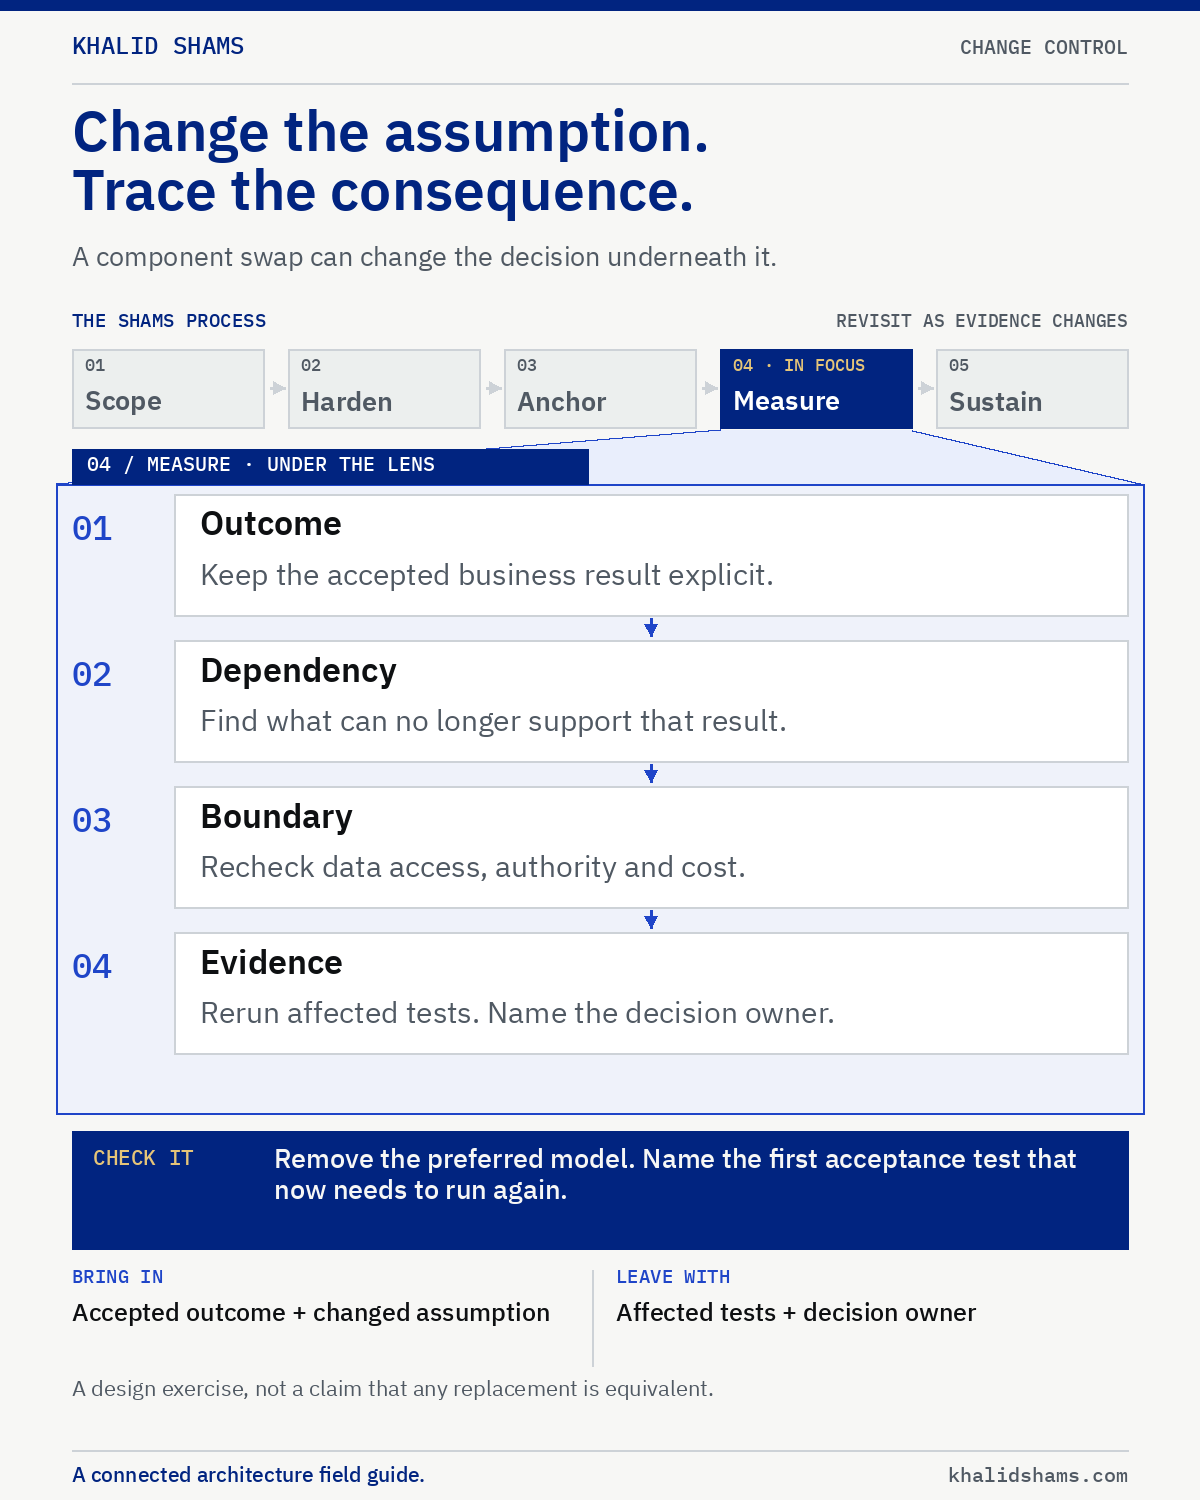 KHALID SHAMS
CHANGE CONTROL
Change the assumption.
Trace the consequence.
A component swap can change the decision underneath it.
THE SHAMS PROCESS
REVISIT AS EVIDENCE CHANGES
01
Scope
02
Harden
03
Anchor
04 · IN FOCUS
Measure
05
Sustain
04 / MEASURE · UNDER THE LENS
01
Outcome
Keep the accepted business result explicit.
02
Dependency
Find what can no longer support that result.
03
Boundary
Recheck data access, authority and cost.
04
Evidence
Rerun affected tests. Name the decision owner.
CHECK IT
Remove the preferred model. Name the first acceptance test that
now needs to run again.
BRING IN
Accepted outcome + changed assumption
LEAVE WITH
Affected tests + decision owner
A design exercise, not a claim that any replacement is equivalent.
A connected architecture field guide.
khalidshams.com